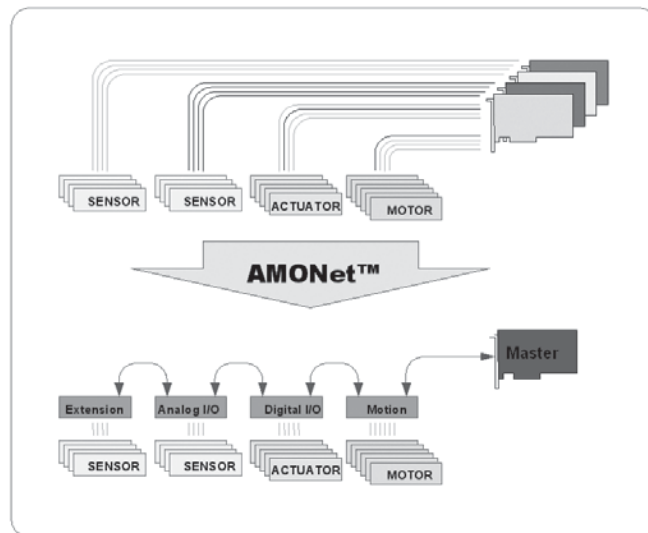 SENSOR SENSOR ACTUATOR MOTOR
AMONet™
Master
Extension Analog I/O Digital I/O Motion
SENSOR SENSOR ACTUATOR MOTOR